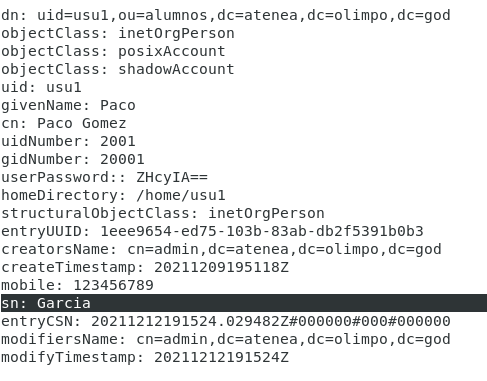 dn: uid=usu1,ou=alumnos,dc=atenea,dc=olimpo,dc=god
objectClass: inetOrgPerson
objectClass: posixAccount
objectClass: shadowAccount
uid: usu1
givenName: Paco
cn: Paco Gomez
uidNumber: 2001
gidNumber: 20001
userPassword:: ZHcyIA==
homeDirectory: /home/usu1
structuralObjectClass: inetOrgPerson
entryUUID: 1eee9654-ed75-103b-83ab-db2f5391b0b3
creatorsName: cn=admin,dc=atenea,dc=olimpo,dc=god
createTimestamp: 20211209195118Z
mobile: 123456789
sn: Garcia
entryCSN: 20211212191524.029482Z#000000#000#000000
modifiersName: cn=admin,dc=atenea,dc=olimpo,dc=god
modifyTimestamp: 20211212191524Z